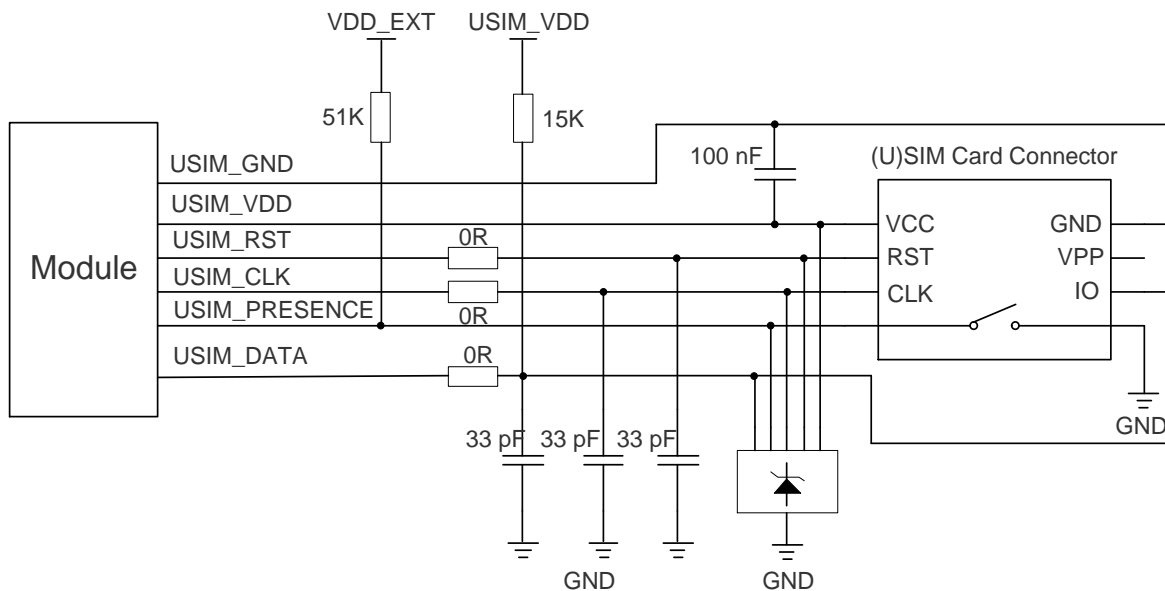 VDD_EXT USIM_VDD
51K 15K
Module
USIM_GND
USIM_VDD
USIM_RST
USIM_CLK
USIM_PRESENCE
USIM_DATA
0R
0R
0R
100 nF
(U)SIM Card Connector
VCC GND
RST VPP
CLK IO
GND
33 pF 33 pF 33 pF
GND GND